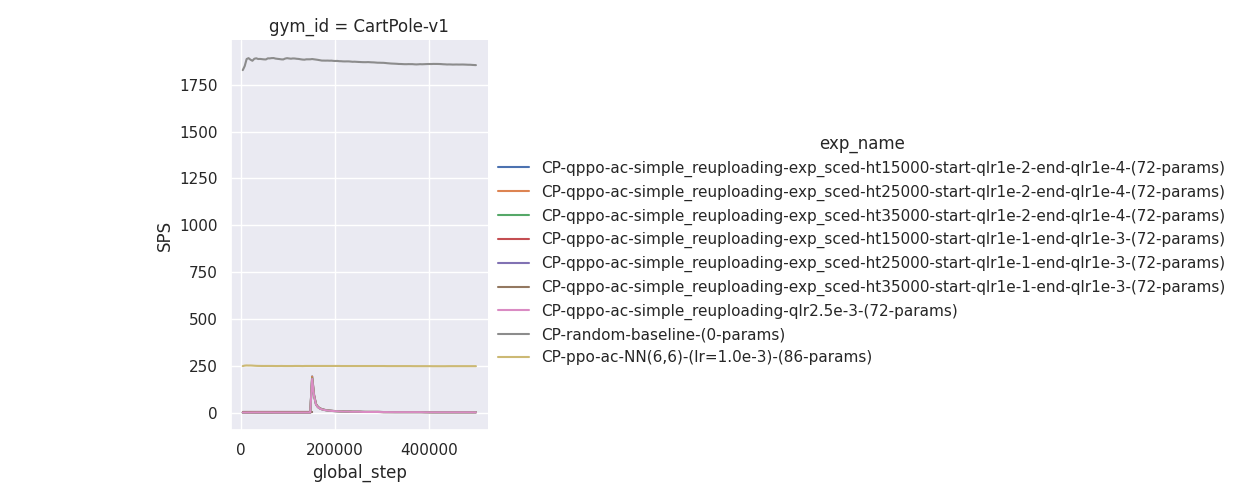 gym_id = CartPole-v1
1750
1500
1250
1000
750
500
250
0
SPS
0 200000 400000
global_step
exp_name
CP-qppo-ac-simple_reuploading-exp_sced-ht15000-start-qlr1e-2-end-qlr1e-4-(72-params)
CP-qppo-ac-simple_reuploading-exp_sced-ht25000-start-qlr1e-2-end-qlr1e-4-(72-params)
CP-qppo-ac-simple_reuploading-exp_sced-ht35000-start-qlr1e-2-end-qlr1e-4-(72-params)
CP-qppo-ac-simple_reuploading-exp_sced-ht15000-start-qlr1e-1-end-qlr1e-3-(72-params)
CP-qppo-ac-simple_reuploading-exp_sced-ht25000-start-qlr1e-1-end-qlr1e-3-(72-params)
CP-qppo-ac-simple_reuploading-exp_sced-ht35000-start-qlr1e-1-end-qlr1e-3-(72-params)
CP-qppo-ac-simple_reuploading-qlr2.5e-3-(72-params)
CP-random-baseline-(0-params)
CP-ppo-ac-NN(6,6)-(lr=1.0e-3)-(86-params)